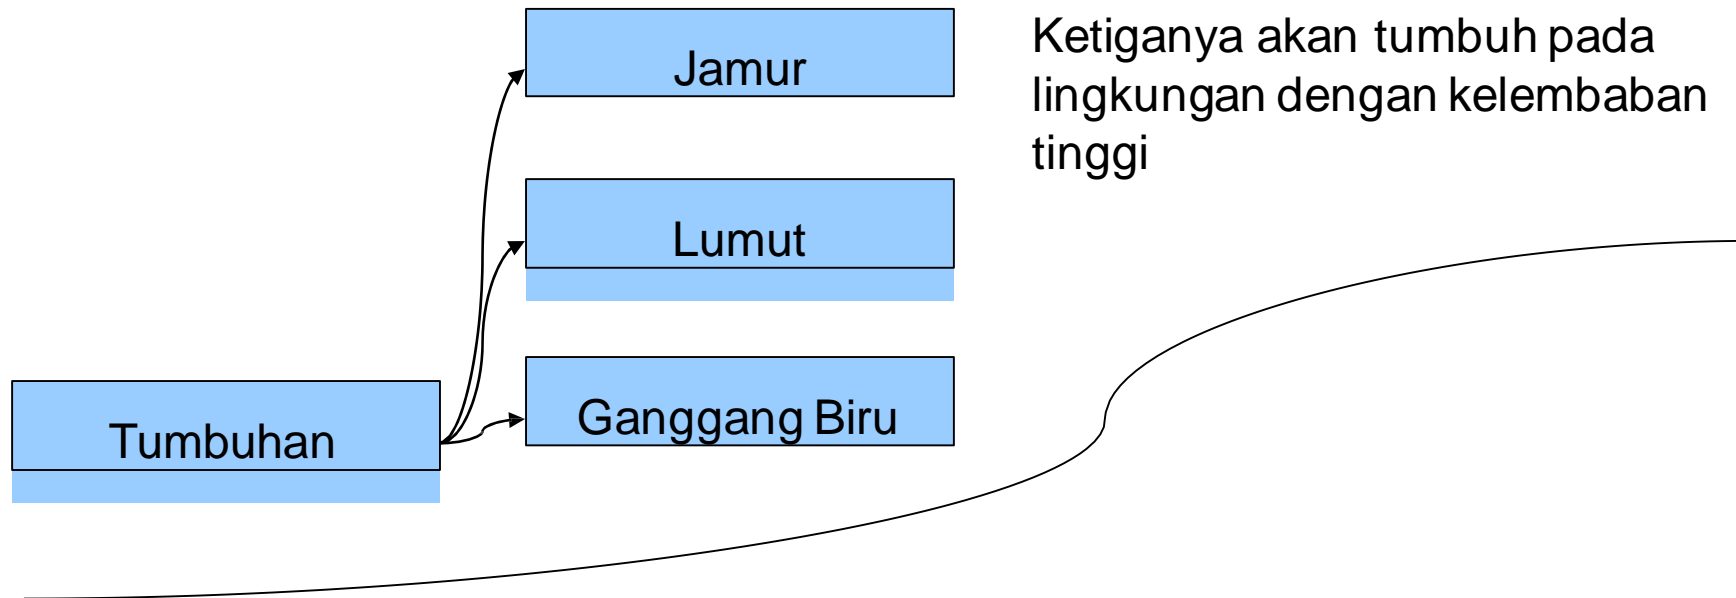 Jamur
Ketiganya akan tumbuh pada
lingkungan dengan kelembaban
tinggi
Lumut
Ganggang Biru
Tumbuhan